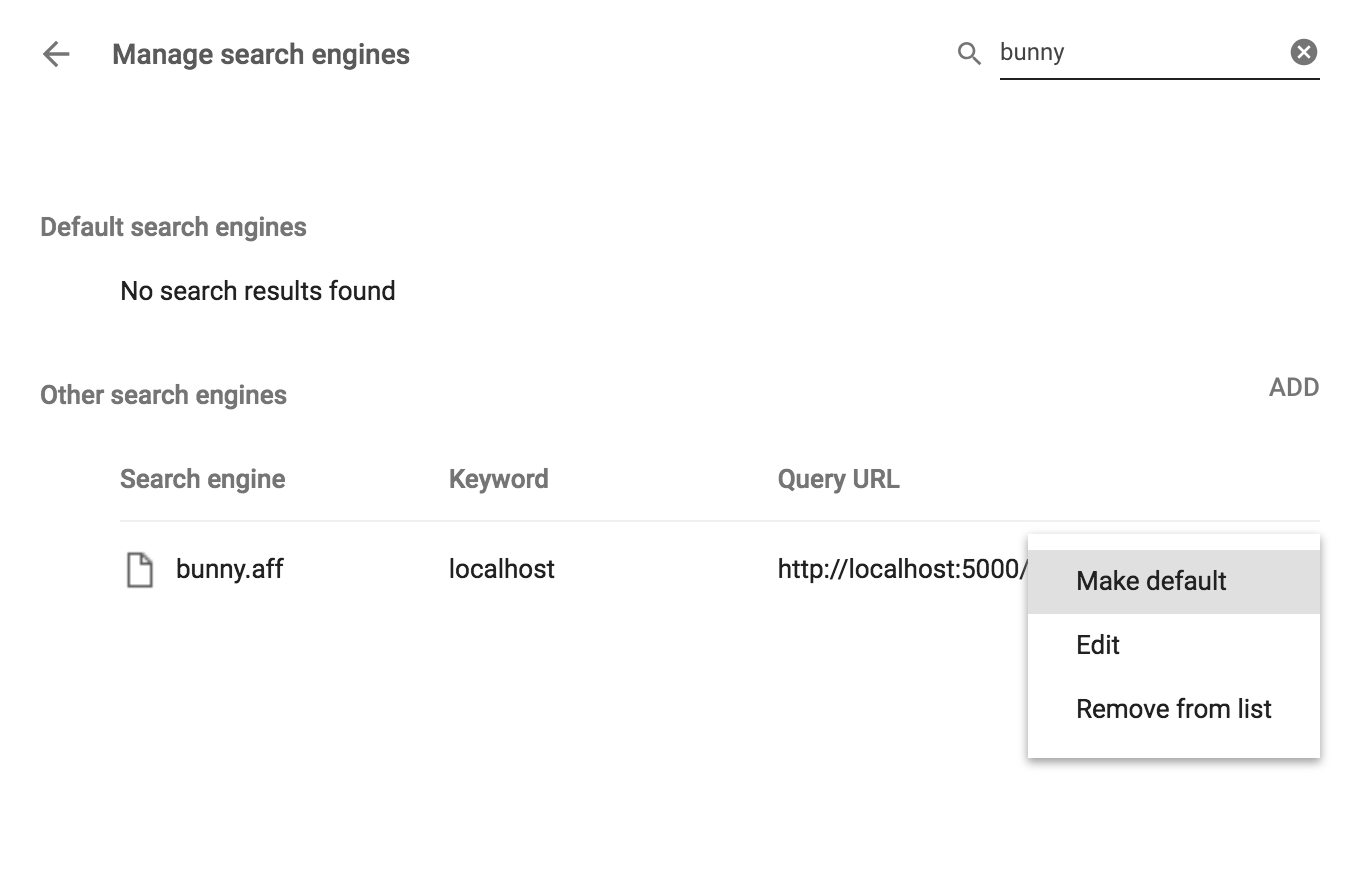 Manage search engines
bunny
Default search engines
No search results found
Other search engines
ADD
Search engine Keyword Query URL
bunny.aff localhost http://localhost:5000/
Make default
Edit
Remove from list